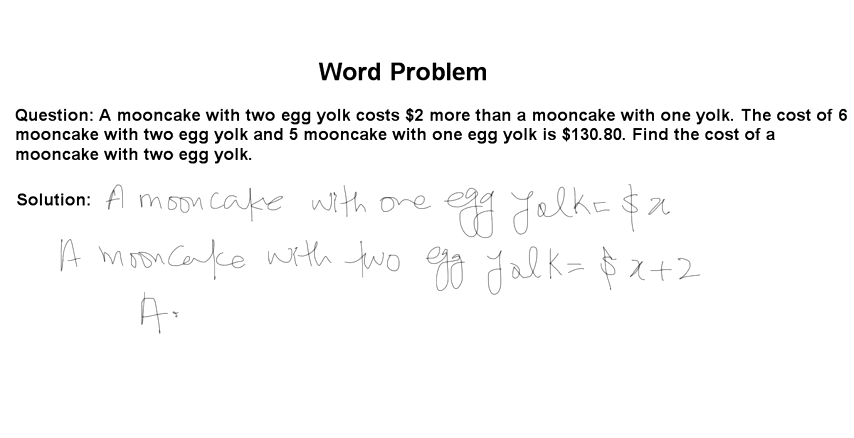 Word Problem
Question: A mooncake with two egg yolk costs $2 more than a mooncake with one yolk. The cost of 6
mooncake with two egg yolk and 5 mooncake with one egg yolk is $130.80. Find the cost of a
mooncake with two egg yolk.
Solution: A mooncake with one egg yolk = $x
A mooncake with two egg yolk = $x+2
A.